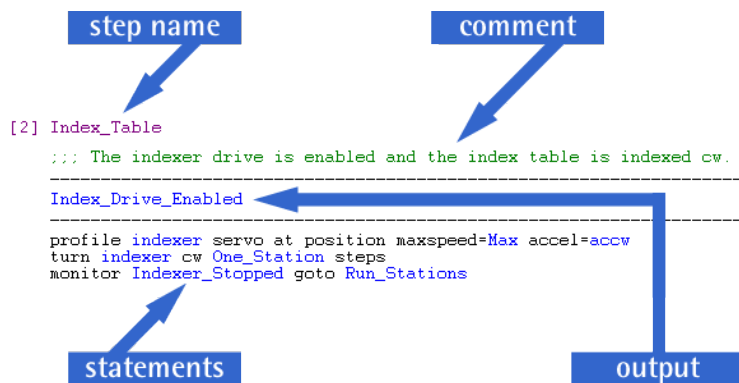 step name
comment
[2] Index_Table
;;; The indexer drive is enabled and the index table is indexed cw.
Index_Drive_Enabled
profile indexer servo at position maxspeed=Max accel=accw
turn indexer cw One_Station steps
monitor Indexer_Stopped goto Run_Stations
statements
output